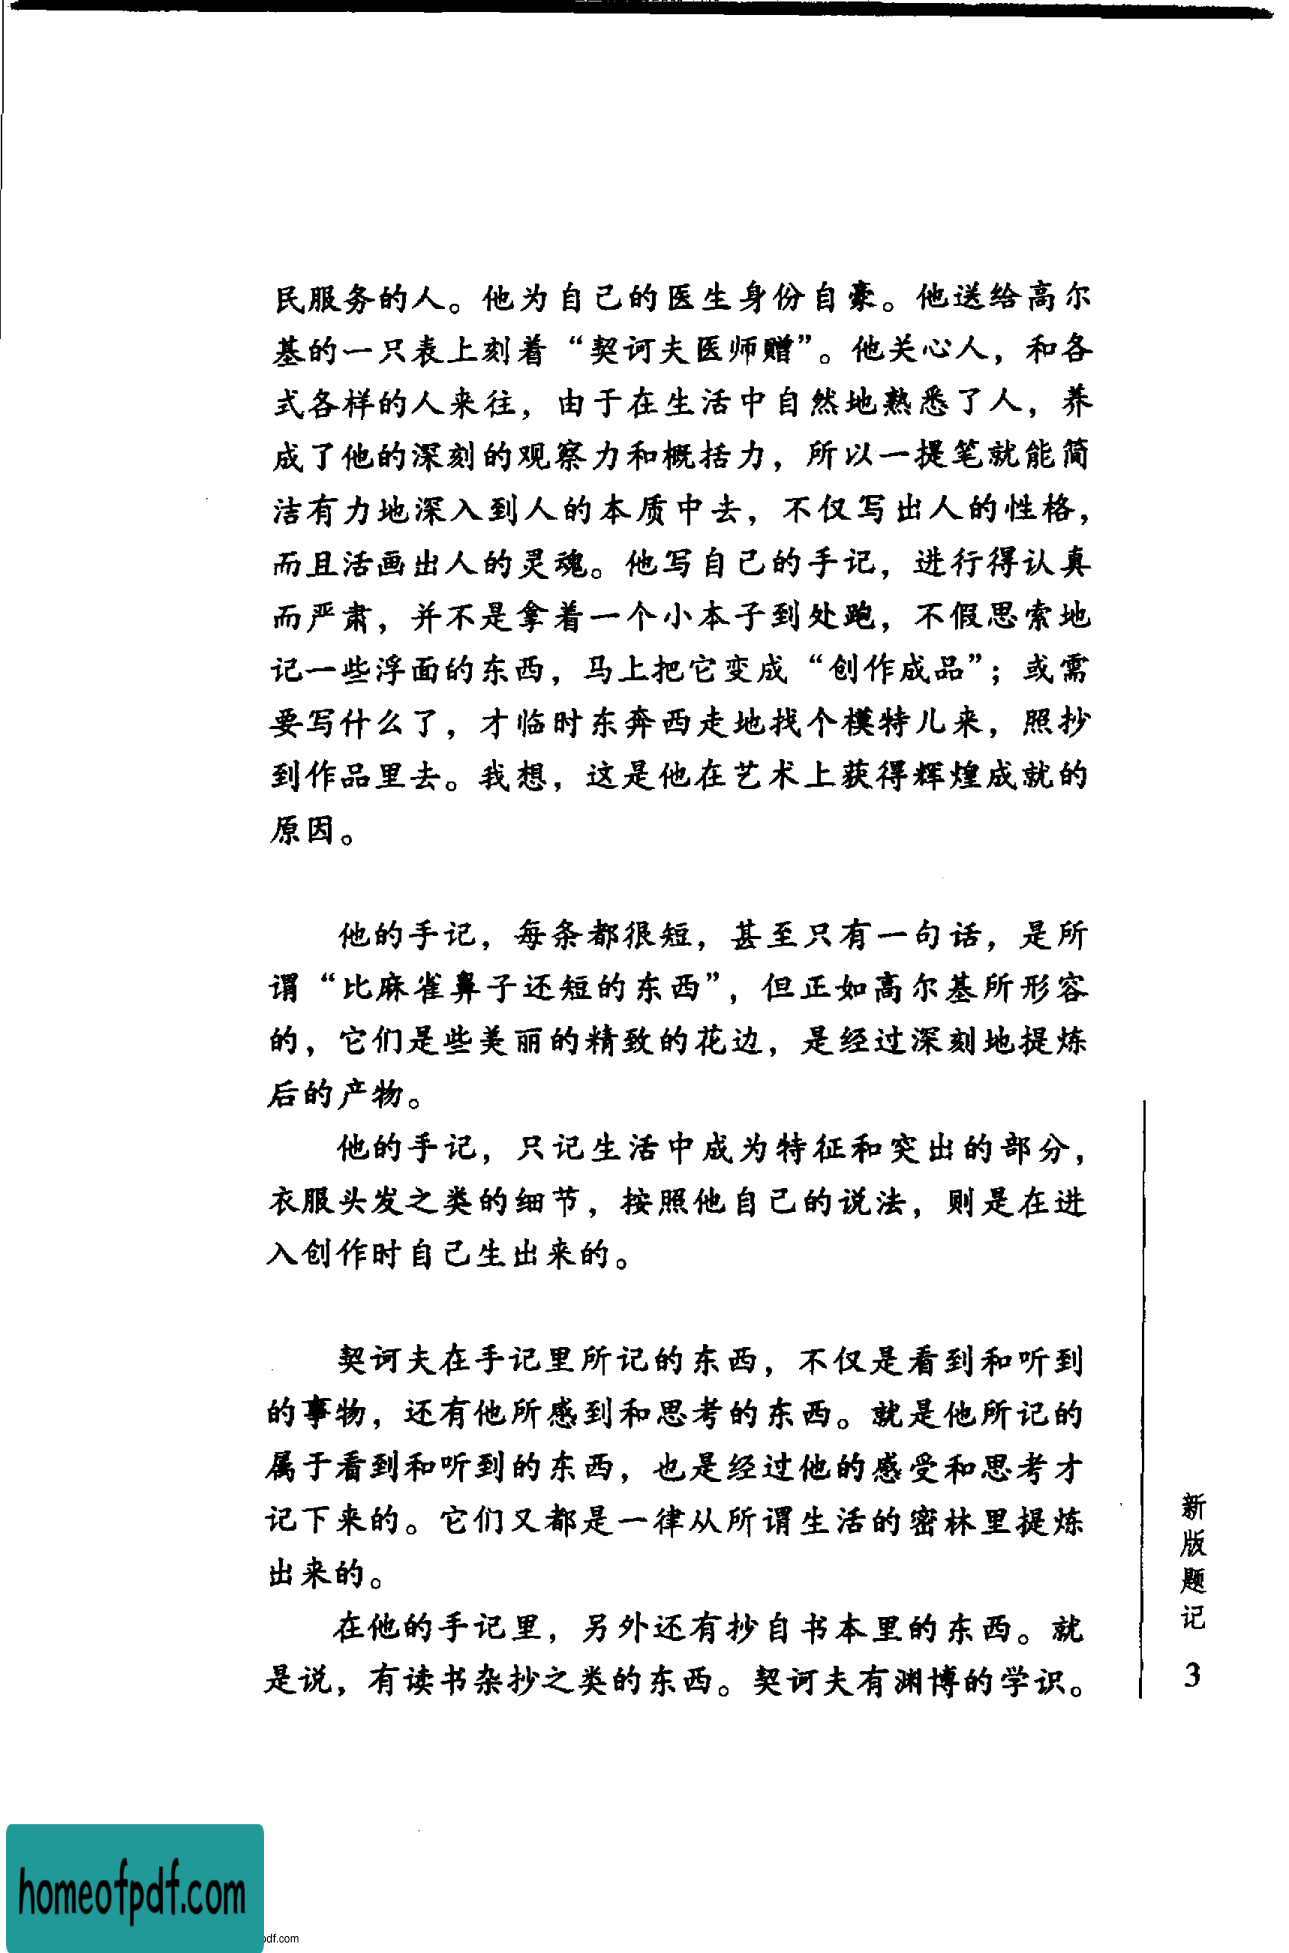 民服务的人。他为自己的医生身份自豪。他送给高尔
基的一只表上刻着“契诃夫医师赠”。他关心人，和各
式各样的人来往，由于在生活中自然地熟悉了人，养
成了他的深刻的观察力和概括力，所以一提笔就能简
洁有力地深入到人的本质中去，不仅写出人的性格，
而且活画出人的灵魂。他写自己的手记，进行得认真
而严肃，并不是拿着一个小本子到处跑，不假思索地
记一些浮面的东西，马上把它变成“创作成品”；或需
要写什么了，才临时东奔西走地找个模特儿来，照抄
到作品里去。我想，这是他在艺术上获得辉煌成就的
原因。
他的手记，每条都很短，甚至只有一句话，是所
谓“比麻雀鼻子还短的东西”，但正如高尔基所形容
的，它们是些美丽的精致的花边，是经过深刻地提炼
后的产物。
他的手记，只记生活中成为特征和突出的部分，
衣服头发之类的细节，按照他自己的说法，则是在进
入创作时自己生出来的。
契诃夫在手记里所记的东西，不仅是看到和听到
的事物，还有他所感到和思考的东西。就是他所记的
属于看到和听到的东西，也是经过他的感受和思考才
记下来的。它们又都是一律从所谓生活的密林里提炼
出来的。
在他的手记里，另外还有抄自书本里的东西。就
是说，有读书杂抄之类的东西。契诃夫有渊博的学识。
新版题记
3
homeofpdf.com
pdf.com